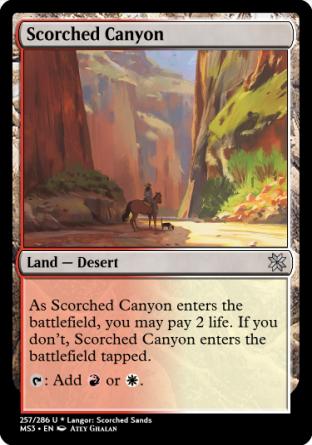 Scorched Canyon
Land — Desert
As Scorched Canyon enters the
battlefield, you may pay 2 life. If you
don't, Scorched Canyon enters the
battlefield tapped.
: Add or .
257/286 U * Langor: Scorched Sands
MS3 • EN Atey Ghailan